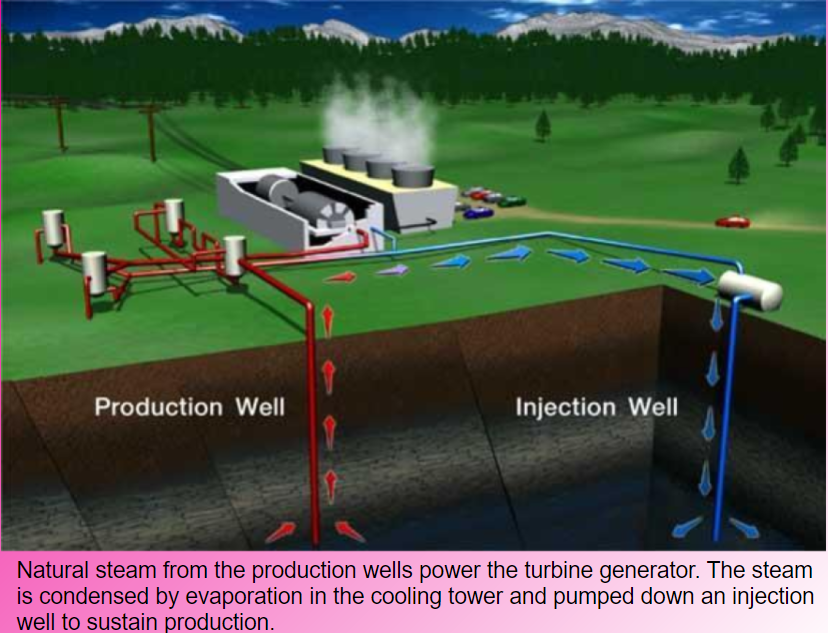 Production Well
Injection Well
Natural steam from the production wells power the turbine generator. The steam
is condensed by evaporation in the cooling tower and pumped down an injection
well to sustain production.